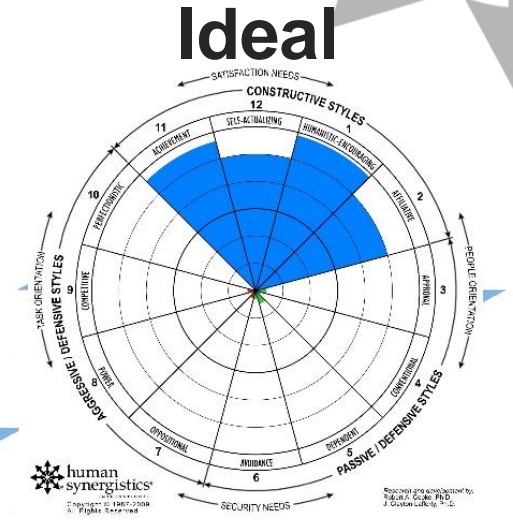 Ideal
SATISFACTION NEEDS
CONSTRUCTIVE STYLES
12
SELF-ACTUALIZING
11
ACHIEVEMENT
1
HUMANISTIC-ENCOURAGING
10
PERFECTIONISTIC
2
AFFILIATIVE
TASK ORIENTATION
AGGRESSIVE / DEFENSIVE STYLES
9
COMPETITIVE
APPROVAL
3
PEOPLE ORIENTATION
8
POWER
4
CONVENTIONAL
7
OPPOSITIONAL
AVOIDANCE
6
DEPENDENT
5
PASSIVE / DEFENSIVE STYLES
SECURITY NEEDS
human
synergistics®
INTERNATIONAL
Copyright © 1987-2009
All Rights Reserved
Research and development by:
Robert A. Cooke, Ph.D.
J. Clayton Lafferty, Ph.D.